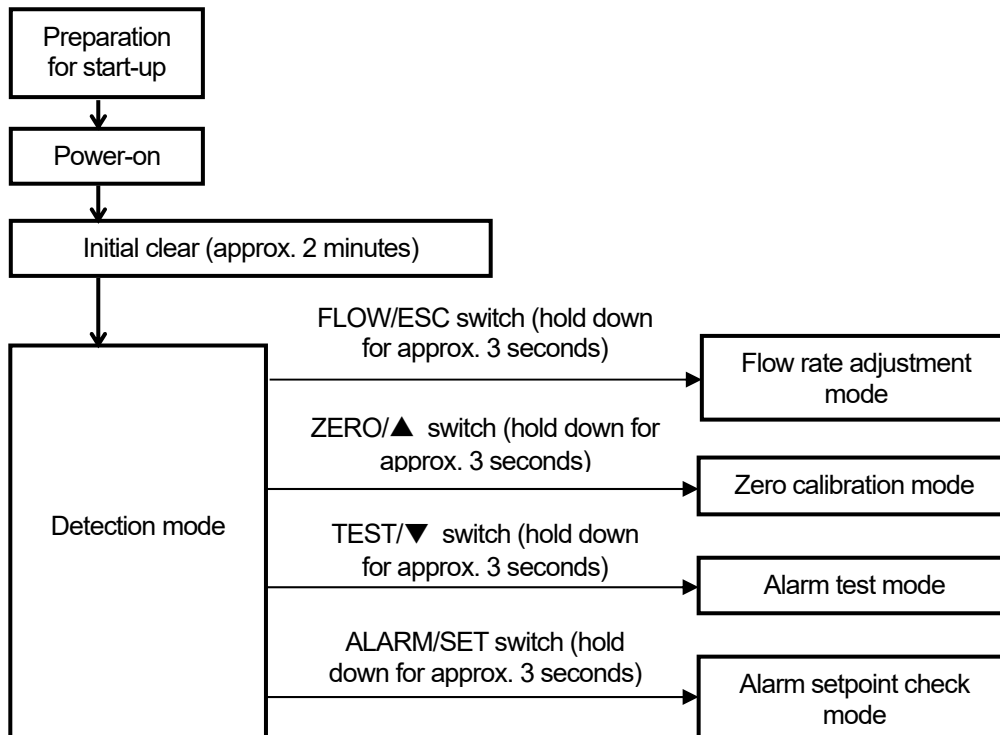 Preparation
for start-up
Power-on
Initial clear (approx. 2 minutes)
FLOW/ESC switch (hold down
for approx. 3 seconds)
Flow rate adjustment
mode
ZERO/▲ switch (hold down for
approx. 3 seconds)
Zero calibration mode
Detection mode
TEST/▼ switch (hold down
for approx. 3 seconds)
Alarm test mode
ALARM/SET switch (hold
down for approx. 3 seconds)
Alarm setpoint check
mode